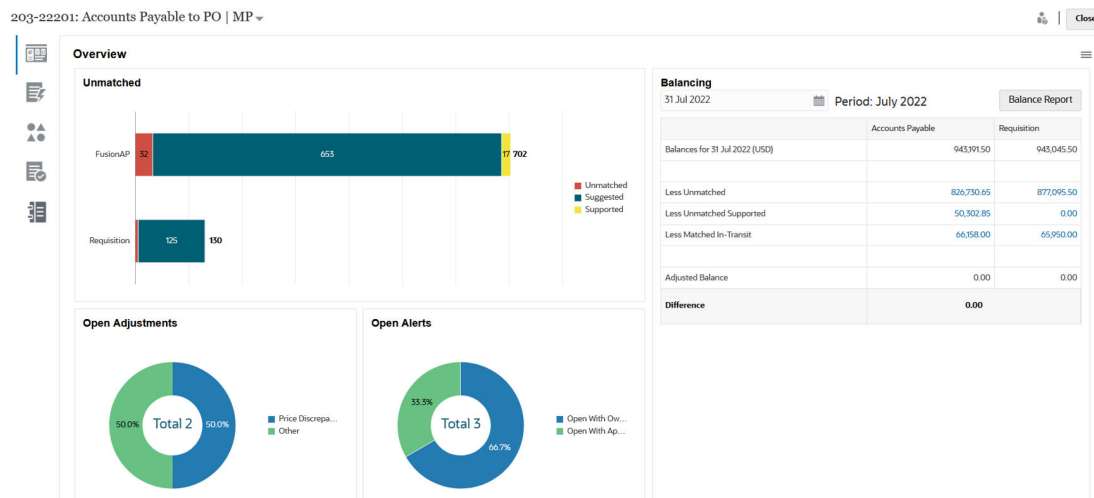 203-22201: Accounts Payable to PO | MP
Close
Overview
Unmatched
FusionAP
32
653
17
702
Requisition
125
130
Unmatched
Suggested
Supported
Balancing
31 Jul 2022
Period: July 2022
Balance Report
Accounts Payable
Requisition
Balances for 31 Jul 2022 (USD)
943,191.50
943,045.50
Less Unmatched
826,730.65
877,095.50
Less Unmatched Supported
50,302.85
0.00
Less Matched In-Transit
66,158.00
65,950.00
Adjusted Balance
0.00
0.00
Difference
0.00
Open Adjustments
50.0%
Total 2
50.0%
Price Discrepa...
Other
Open Alerts
33.3%
Total 3
66.7%
Open With Ow...
Open With Ap...